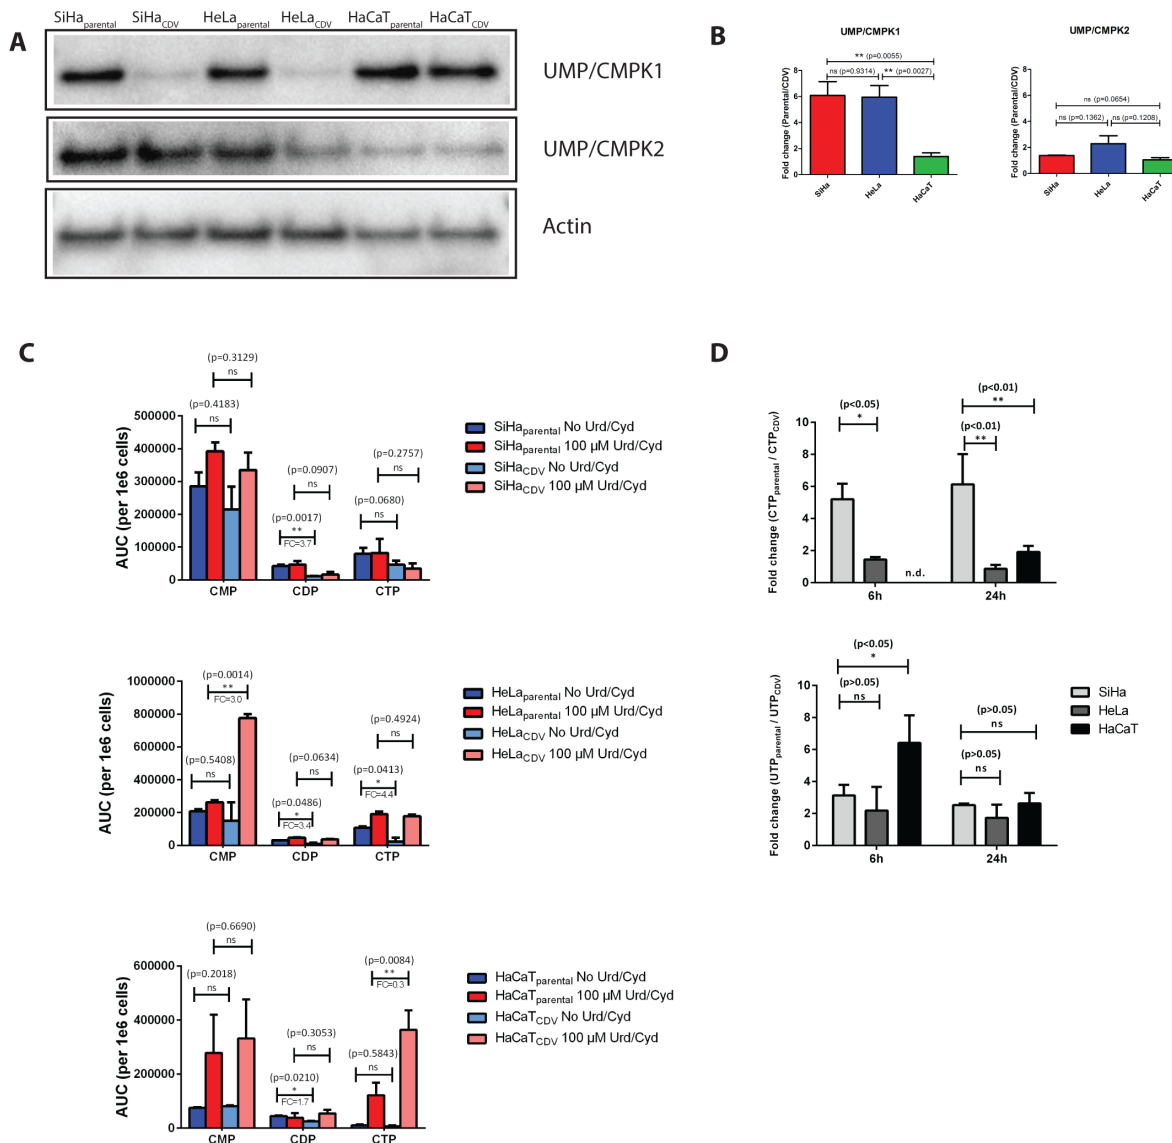 A
SiHaparental SiHaCDV HeLaparental HeLaCDV HaCaTparental HaCaTCDV
UMP/CMPK1
UMP/CMPK2
Actin
B
UMP/CMPK1
** (p=0.0055)
ns (p=0.9314) ** (p=0.0027)
Fold change (Parental/CDV)
8
6
4
2
0
SiHa HeLa HaCaT
UMP/CMPK2
ns (p=0.0654)
ns (p=0.1362) ns (p=0.1208)
Fold change (Parental/CDV)
8
6
4
2
0
SiHa HeLa HaCaT
C
(p=0.3129)
ns
(p=0.4183)
ns
(p=0.0907)
ns
(p=0.0017)
**
FC=3.7
(p=0.2757)
ns
(p=0.0680)
ns
AUC (per 1e6 cells)
500000
400000
300000
200000
100000
0
CMP CDP CTP
SiHaparental No Urd/Cyd
SiHaparental 100 µM Urd/Cyd
SiHaCDV No Urd/Cyd
SiHaCDV 100 µM Urd/Cyd
(p=0.0014)
**
FC=3.0
(p=0.5408)
ns
(p=0.0634)
ns
(p=0.0486)
*
FC=3.4
(p=0.4924)
ns
(p=0.0413)
*
FC=4.4
AUC (per 1e6 cells)
1000000
800000
600000
400000
200000
0
CMP CDP CTP
HeLaparental No Urd/Cyd
HeLaparental 100 µM Urd/Cyd
HeLaCDV No Urd/Cyd
HeLaCDV 100 µM Urd/Cyd
(p=0.6690)
ns
(p=0.2018)
ns
(p=0.3053)
ns
(p=0.0210)
*
FC=1.7
(p=0.0084)
**
FC=0.3
(p=0.5843)
ns
AUC (per 1e6 cells)
600000
400000
200000
0
CMP CDP CTP
HaCaTparental No Urd/Cyd
HaCaTparental 100 µM Urd/Cyd
HaCaTCDV No Urd/Cyd
HaCaTCDV 100 µM Urd/Cyd
D
(p<0.05)
*
(p<0.01)
**
(p<0.01)
**
Fold change (CTPparental / CTPCDV)
10
8
6
4
2
0
n.d.
6h 24h
(p<0.05)
*
(p>0.05)
ns
(p>0.05)
ns
(p>0.05)
ns
Fold change (UTPparental / UTPCDV)
10
8
6
4
2
0
6h 24h
SiHa
HeLa
HaCaT